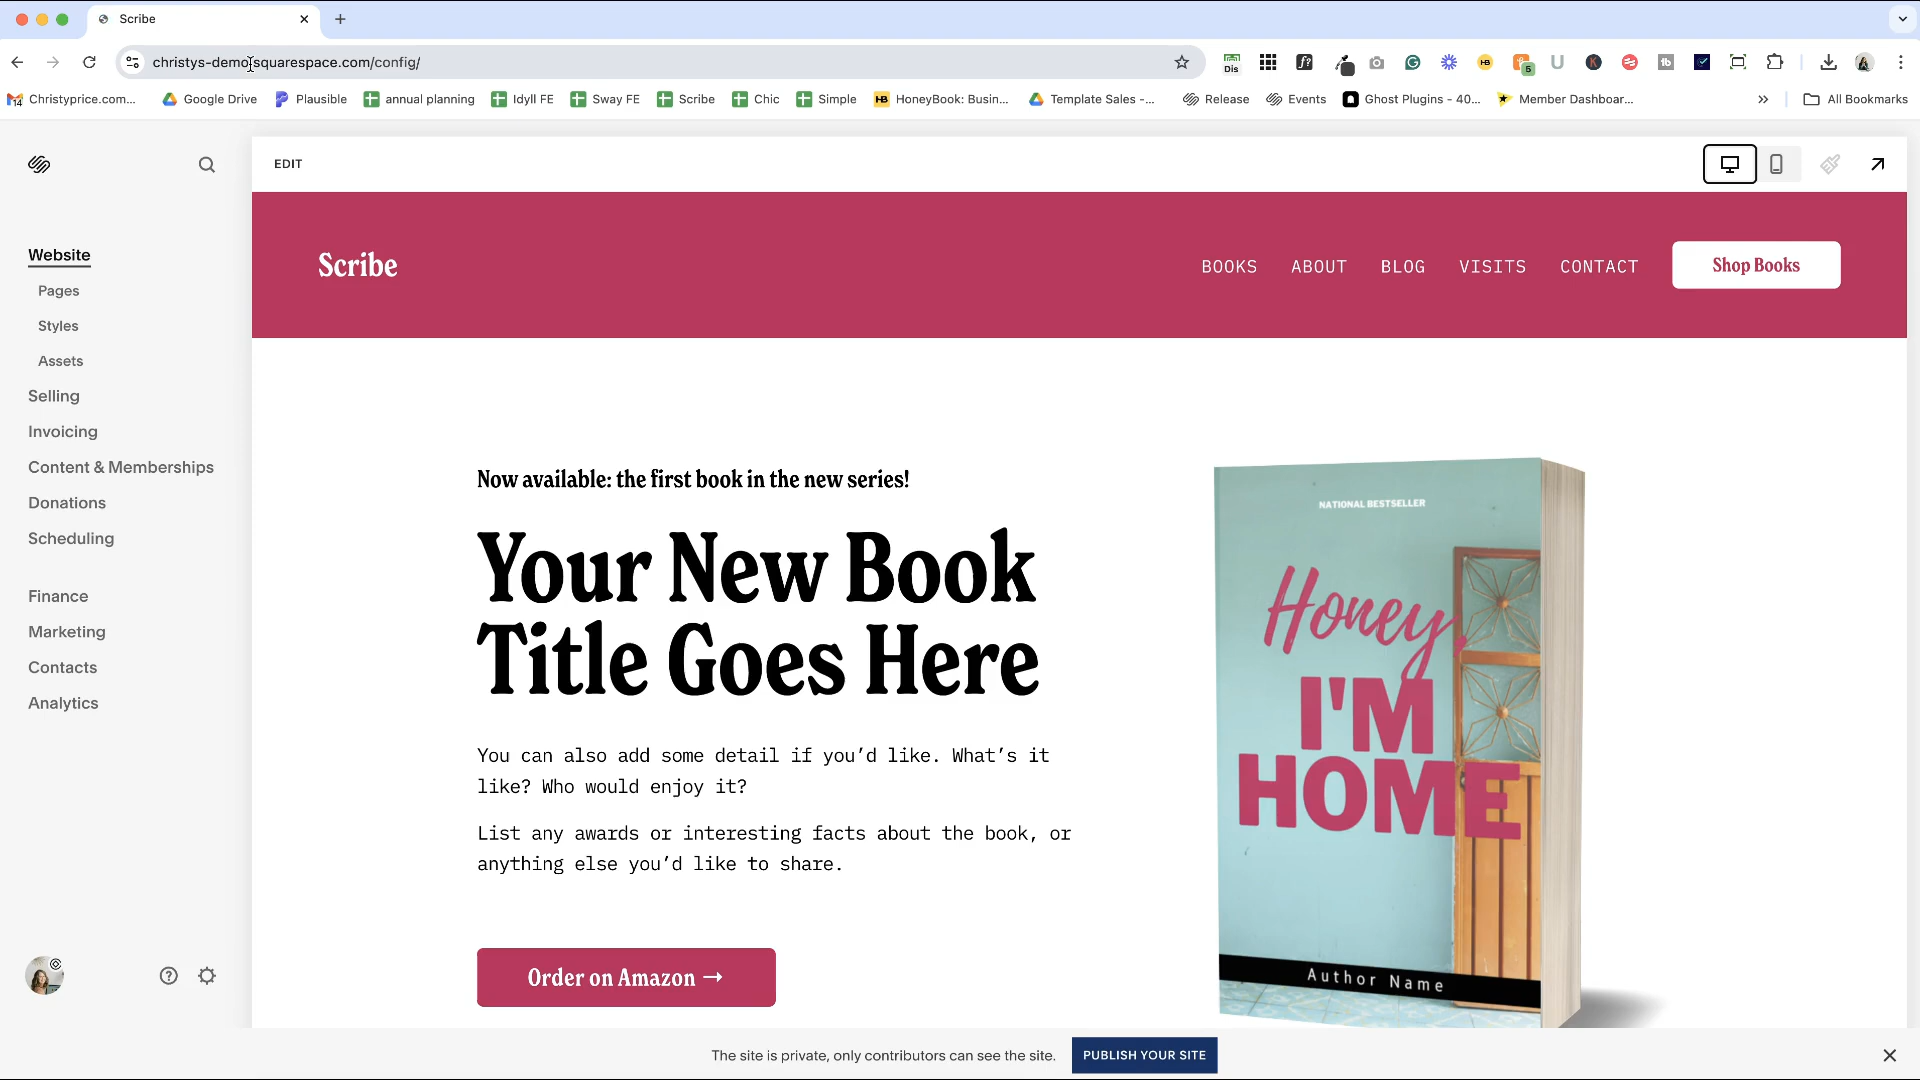 Scribe
christys-demo.squarespace.com/config/
Dis
5
14 Christyprice.com...
Google Drive
Plausible
annual planning
Idyll FE
Sway FE
Scribe
Chic
Simple
HB HoneyBook: Busin...
Template Sales -...
Release
Events
Ghost Plugins - 40...
Member Dashboar...
All Bookmarks
EDIT
Website
Pages
Styles
Assets
Selling
Invoicing
Content & Memberships
Donations
Scheduling
Finance
Marketing
Contacts
Analytics
Scribe
BOOKS
ABOUT
BLOG
VISITS
CONTACT
Shop Books
Now available: the first book in the new series!
Your New Book
Title Goes Here
You can also add some detail if you’d like. What’s it
like? Who would enjoy it?
List any awards or interesting facts about the book, or
anything else you’d like to share.
Order on Amazon →
NATIONAL BESTSELLER
Honey,
I'M
HOME
Author Name
The site is private, only contributors can see the site.
PUBLISH YOUR SITE